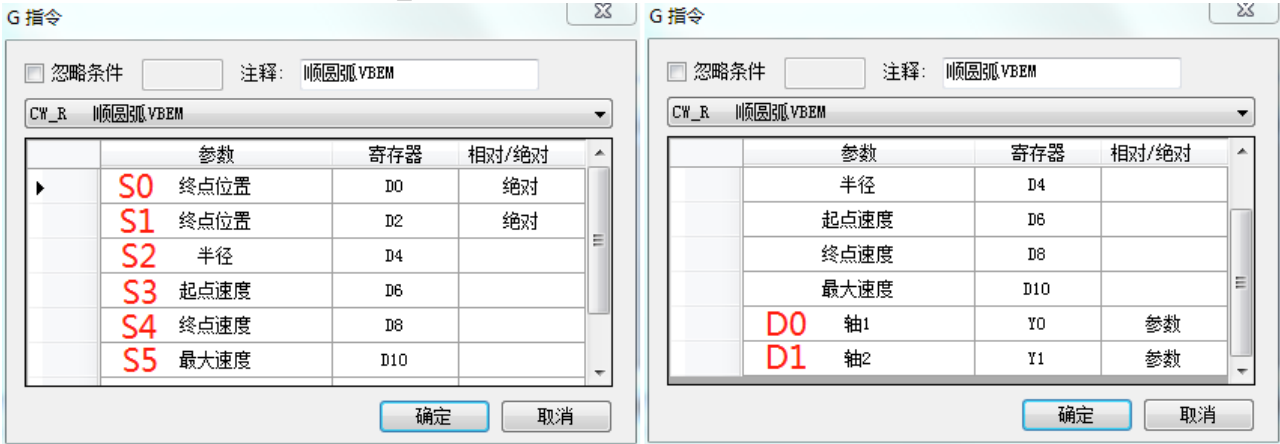 G 指令
忽略条件 注释: 顺圆弧VBEM
CW_R 顺圆弧VBEM
参数 寄存器 相对/绝对
S0 终点位置 D0 绝对
S1 终点位置 D2 绝对
S2 半径 D4
S3 起点速度 D6
S4 终点速度 D8
S5 最大速度 D10
确定 取消
G 指令
忽略条件 注释: 顺圆弧VBEM
CW_R 顺圆弧VBEM
参数 寄存器 相对/绝对
半径 D4
起点速度 D6
终点速度 D8
最大速度 D10
D0 轴1 Y0 参数
D1 轴2 Y1 参数
确定 取消